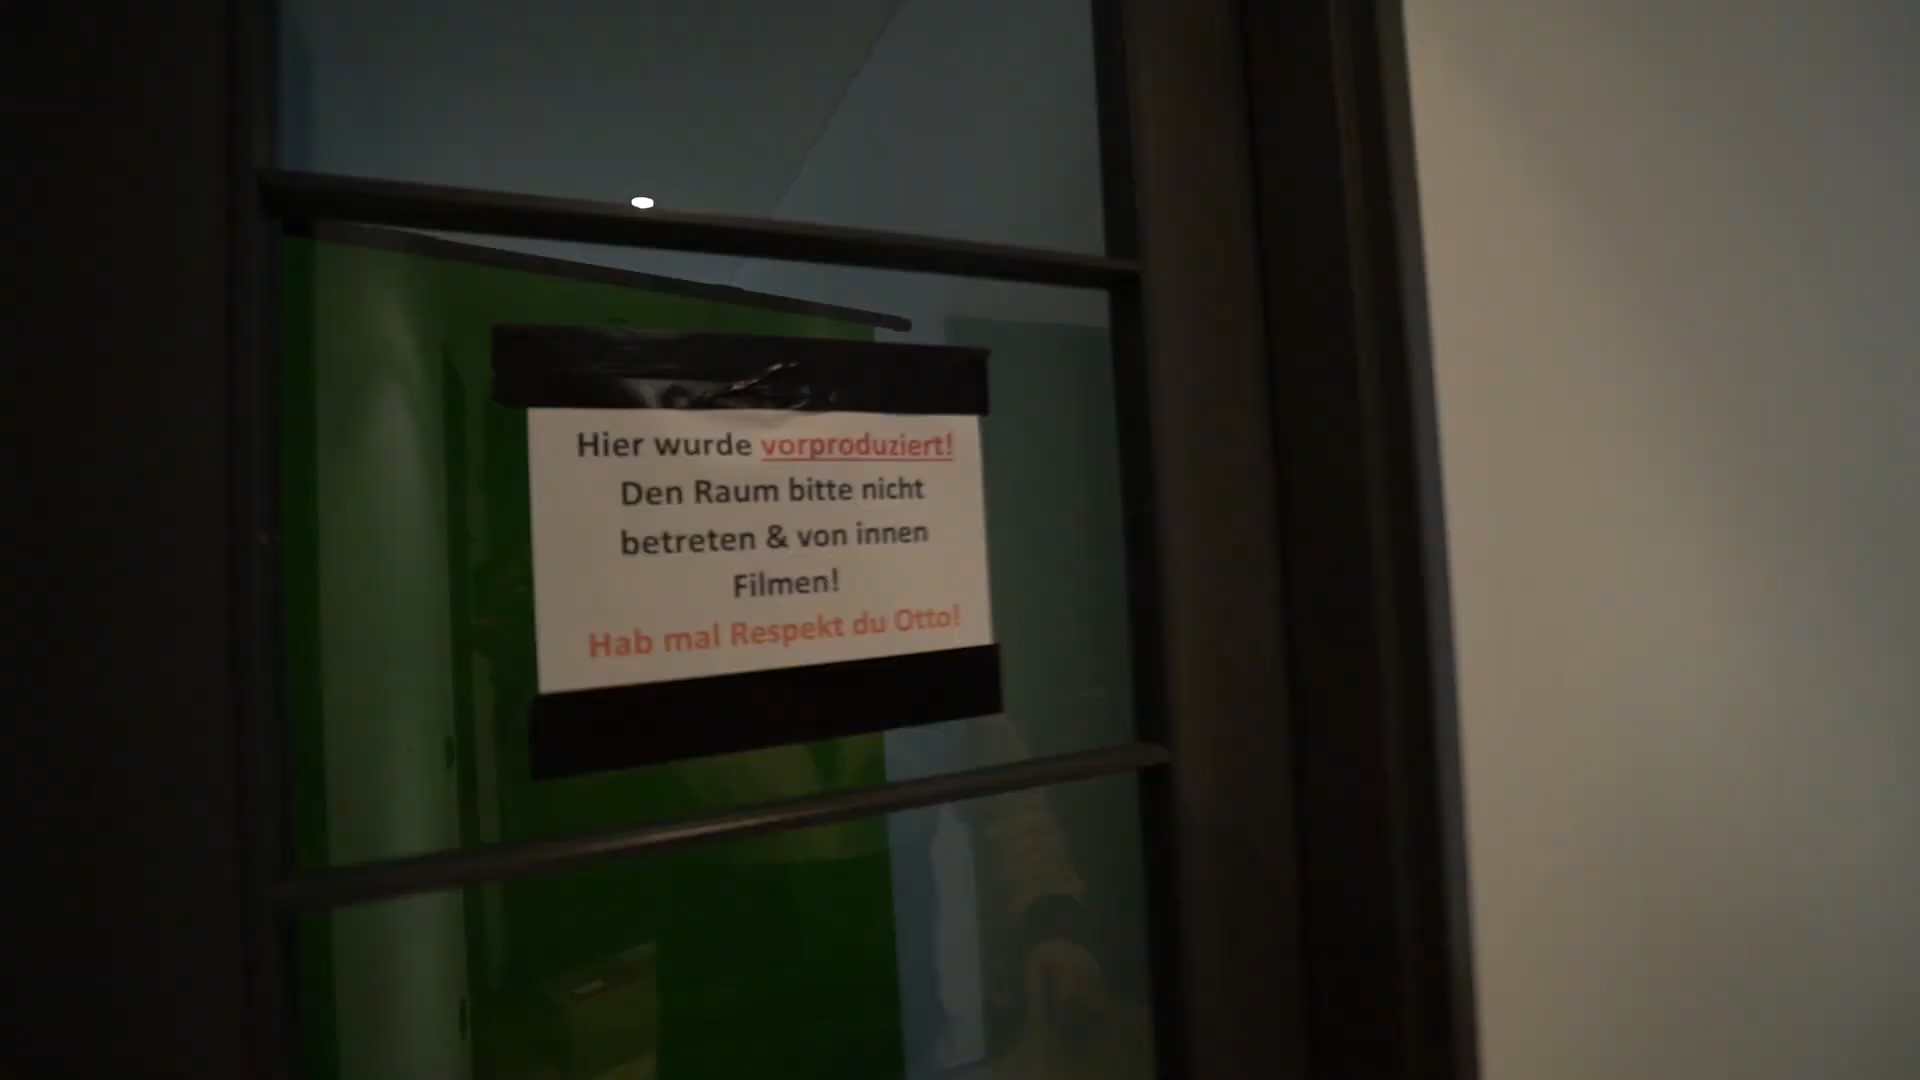 Hier wurde vorproduziert!
Den Raum bitte nicht
betreten & von innen
Filmen!
Hab mal Respekt du Otto!